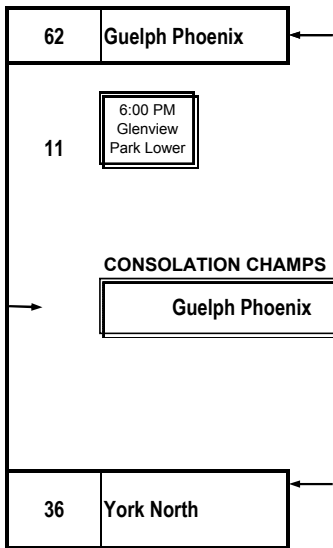 62 Guelph Phoenix
6:00 PM
Glenview
11 Park Lower
CONSOLATION CHAMPS
Guelph Phoenix
36 York North